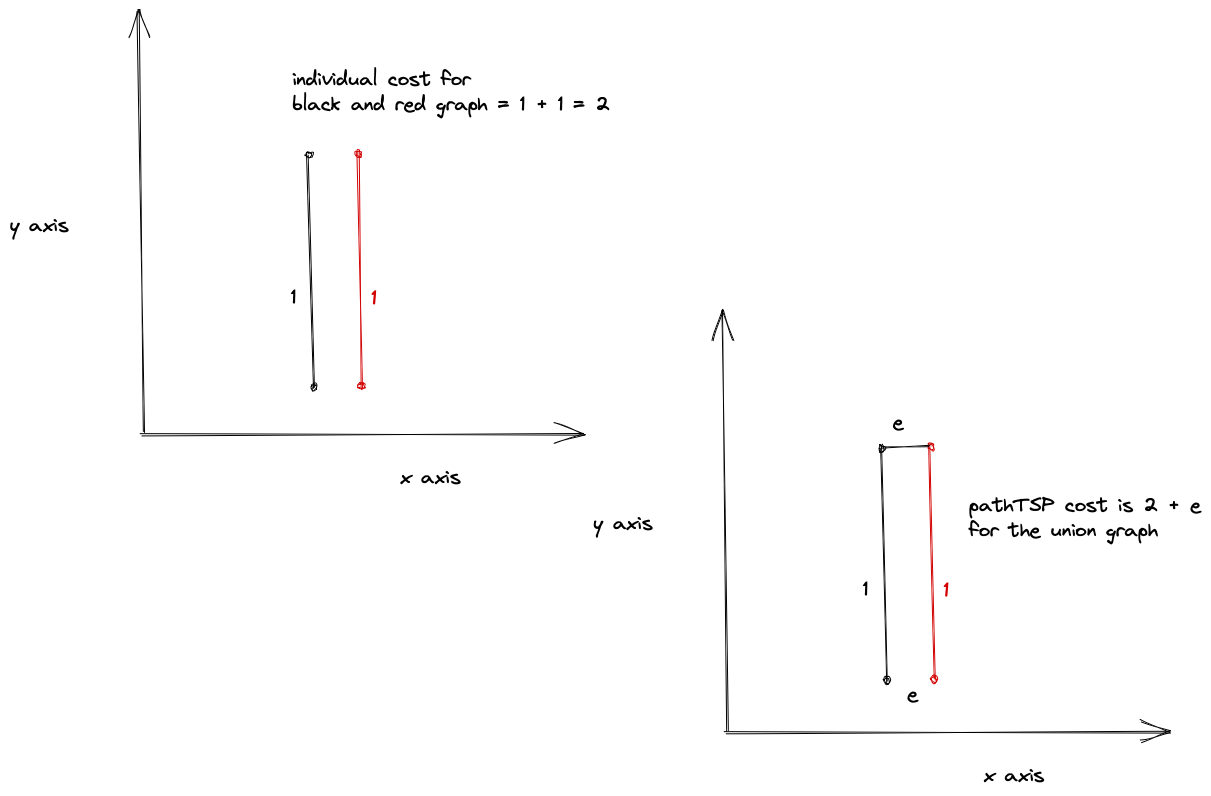 individual cost for
black and red graph = 1 + 1 = 2
y axis
1
1
x axis
e
pathTSP cost is 2 + e
for the union graph
y axis
1
1
e
x axis